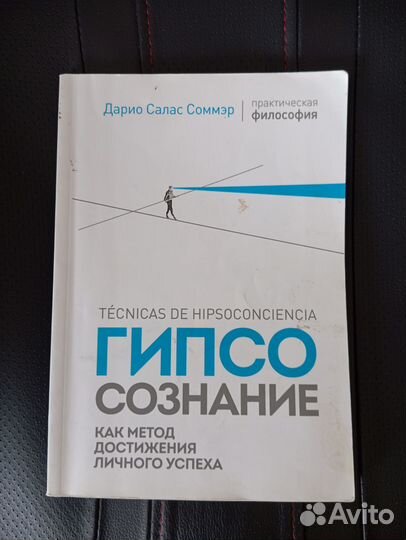 Дарио Салас Соммэр
практическая
философия
TÉCNICAS DE HIPSOCONCIENCIA
ГИПСО
СОЗНАНИЕ
КАК МЕТОД
ДОСТИЖЕНИЯ
ЛИЧНОГО УСПЕХА
Avito